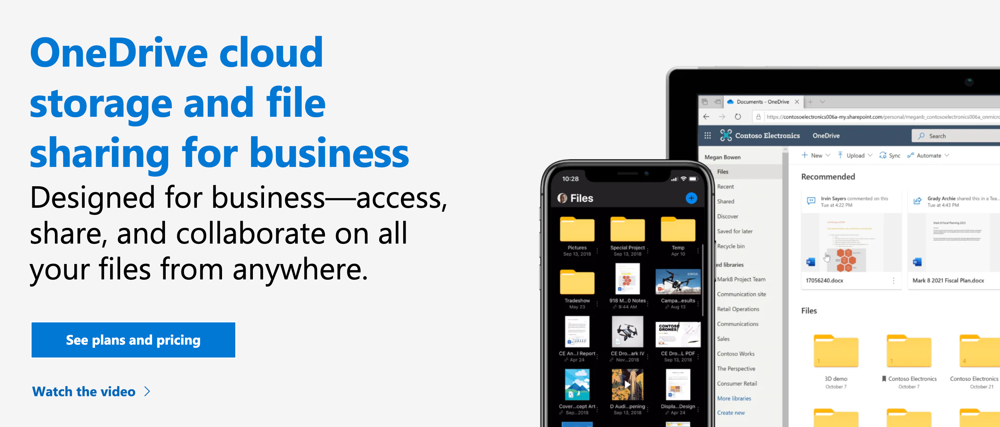 OneDrive cloud
storage and file
sharing for business
Designed for business—access,
share, and collaborate on all
your files from anywhere.
See plans and pricing
Watch the video
10:28
Files
Pictures
Sep 13, 2018
Special Project
Sep 13, 2018
Temp
Apr 10
Tradeshow
May 23
918 M...0 Notes
9:44 AM
STATUS
Campa...esults
Aug 13
CE An...l Report
Apr 24
CE Dro...ark IV
Nov...2018
CONTOSO
DRONES
CE Dro...L PDF
Sep 13, 2018
Cover...cept Art
Sep...2018
D Audi...pening
Sep 13, 2018
Displa...Design
Apr 24
Documents - OneDrive
https://contosoelectronics006a-my.sharepoint.com/personal/meganb_contosoelectronics006a_onmicro
Contoso Electronics
OneDrive
Search
Megan Bowen
Files
Recent
Shared
Discover
Saved for later
Recycle bin
ed libraries
Mark8 Project Team
Communication site
Retail Operations
Communications
Sales
Contoso Works
The Perspective
Consumer Retail
More libraries
Create new
New
Upload
Sync
Automate
Recommended
Irvin Sayers commented on this
Tue at 4:22 PM
17056240.docx
Grady Archie shared this in a Tea...
Tue at 4:43 PM
Mark 8 Fiscal Planning 2021
Mark 8 2021 Fiscal Plan.docx
Files
1
3D demo
October 7
1
Contoso Electronics
October 7
4
Contoso Electronics
October 21